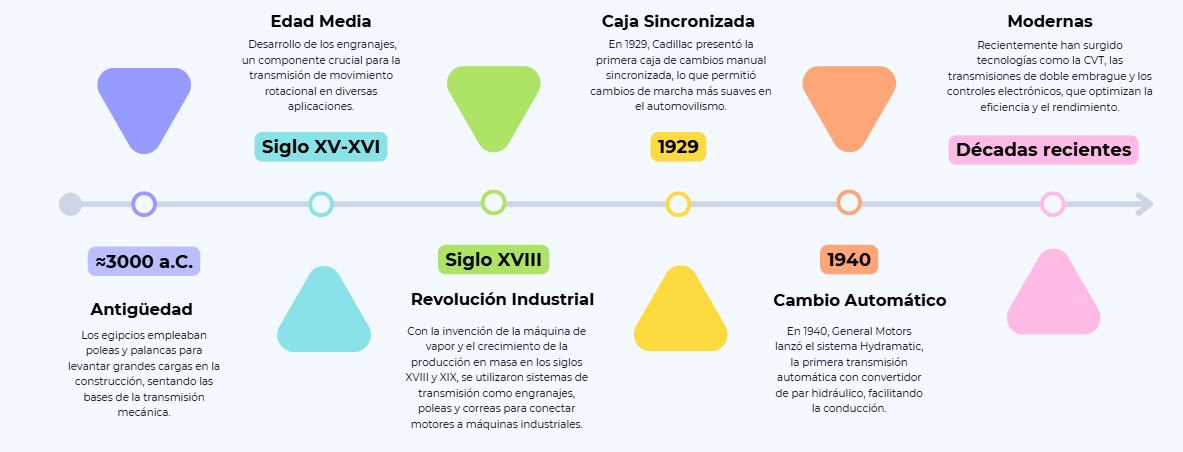 Edad Media
Desarrollo de los engranajes,
un componente crucial para la
transmisión de movimiento
rotacional en diversas
aplicaciones.
Siglo XV-XVI
Caja Sincronizada
En 1929, Cadillac presentó la
primera caja de cambios manual
sincronizada, lo que permitió
cambios de marcha más suaves en
el automovilismo.
1929
Modernas
Recientemente han surgido
tecnologías como la CVT, las
transmisiones de doble embrague y los
controles electrónicos, que optimizan la
eficiencia y el rendimiento.
Décadas recientes
≈3000 a.C.
Antigüedad
Los egipcios empleaban
poleas y palancas para
levantar grandes cargas en la
construcción, sentando las
bases de la transmisión
mecánica.
Siglo XVIII
Revolución Industrial
Con la invención de la máquina de
vapor y el crecimiento de la
producción en masa en los siglos
XVIII y XIX, se utilizaron sistemas de
transmisión como engranajes,
poleas y correas para conectar
motores a máquinas industriales.
1940
Cambio Automático
En 1940, General Motors
lanzó el sistema Hydramatic,
la primera transmisión
automática con convertidor
de par hidráulico, facilitando
la conducción.